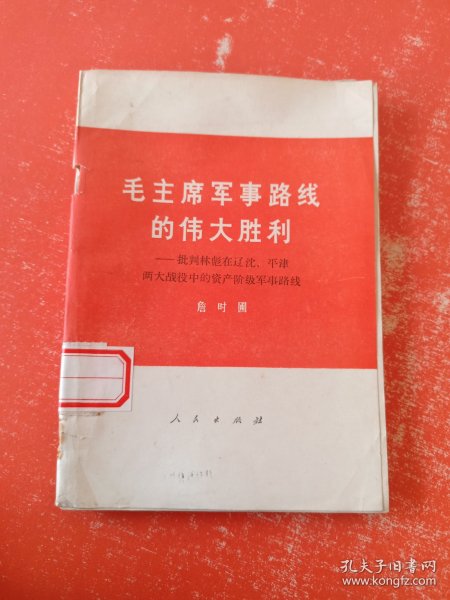 毛主席军事路线
的伟大胜利
——批判林彪在辽沈、平津
两大战役中的资产阶级军事路线
詹时圃
人民出版社
孔夫子旧书网
www.kongfz.com